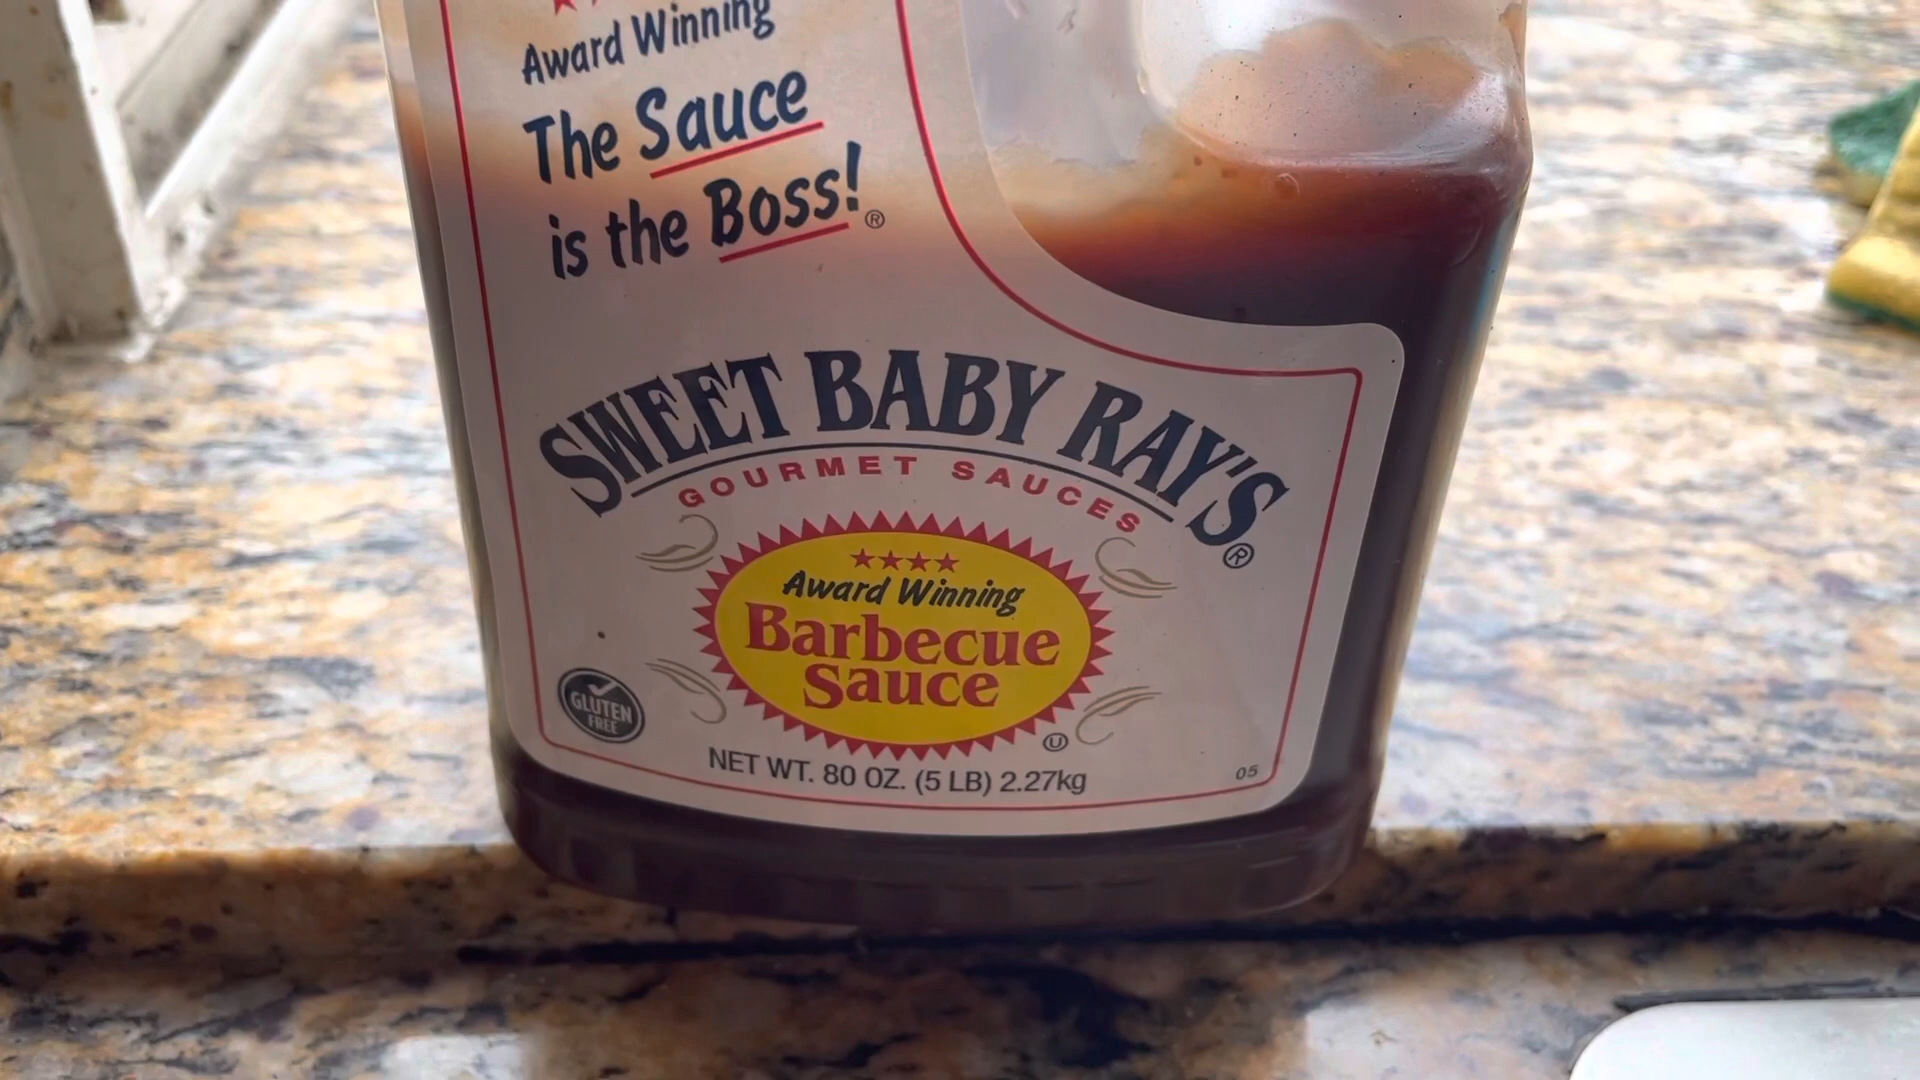 Award Winning
The Sauce
is the Boss!®
SWEET BABY RAY'S®
GOURMET SAUCES
Award Winning
Barbecue
Sauce
GLUTEN
FREE
U
NET WT. 80 OZ. (5 LB) 2.27kg
05